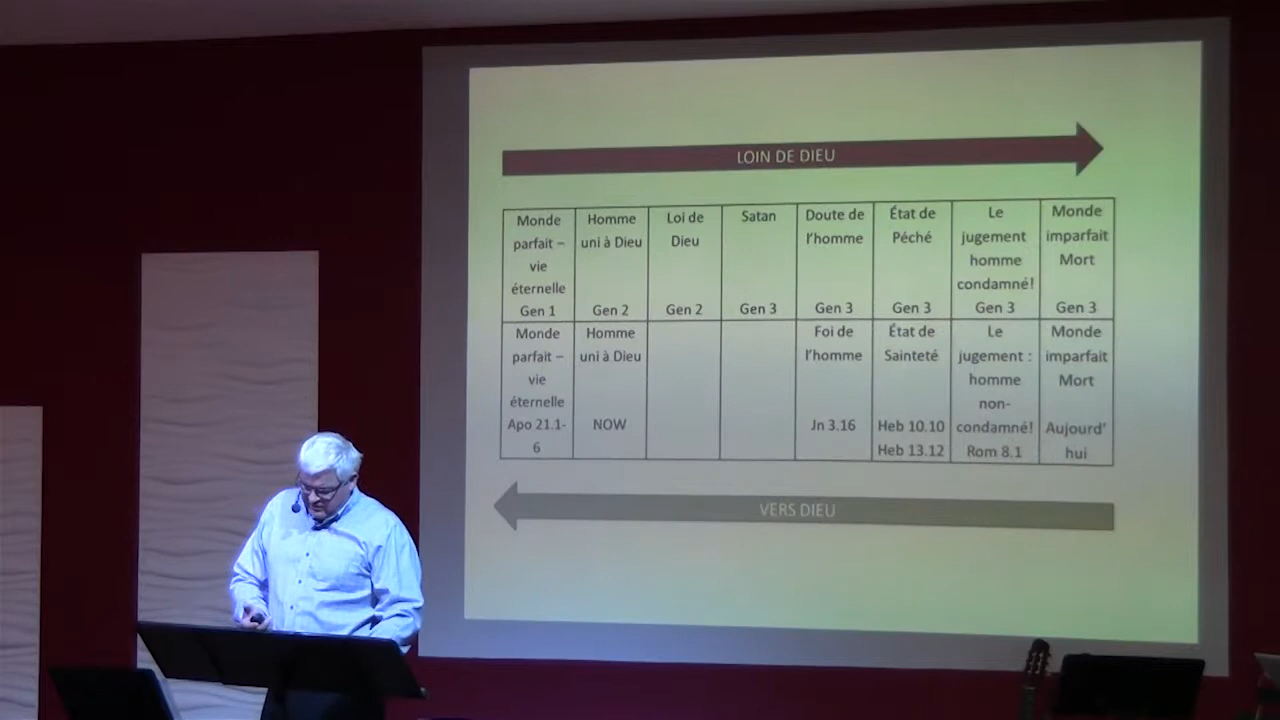 LOIN DE DIEU
Monde
parfait –
vie
éternelle
Gen 1
Homme
uni à Dieu
Gen 2
Loi de
Dieu
Gen 2
Satan
Gen 3
Doute de
l’homme
Gen 3
État de
Péché
Gen 3
Le
jugement
homme
condamné!
Gen 3
Monde
imparfait
Mort
Gen 3
Monde
parfait –
vie
éternelle
Apo 21.1-
6
Homme
uni à Dieu
NOW
Foi de
l’homme
Jn 3.16
État de
Sainteté
Heb 10.10
Heb 13.12
Le
jugement :
homme
non-
condamné!
Rom 8.1
Monde
imparfait
Mort
Aujourd’
hui
VERS DIEU